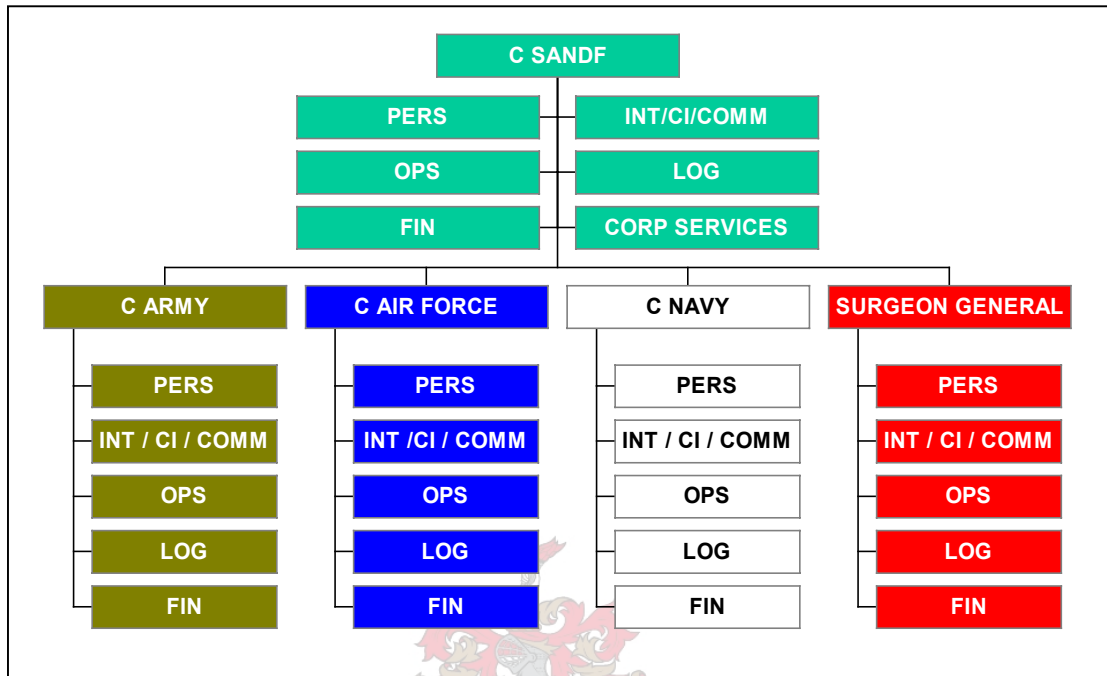 C SANDF
PERS
INT/CI/COMM
OPS
LOG
FIN
CORP SERVICES
C ARMY
C AIR FORCE
C NAVY
SURGEON GENERAL
PERS
INT / CI / COMM
OPS
LOG
FIN
PERS
INT /CI / COMM
OPS
LOG
FIN
PERS
INT / CI / COMM
OPS
LOG
FIN
PERS
INT / CI / COMM
OPS
LOG
FIN